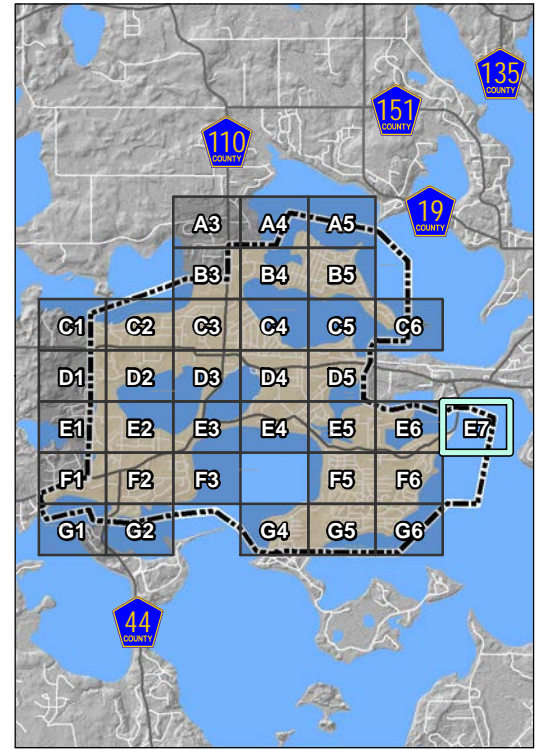 135
COUNTY
151
COUNTY
110
COUNTY
19
COUNTY
A3 A4 A5
B3 B4 B5
C1 C2 C3 C4 C5 C6
D1 D2 D3 D4 D5
E1 E2 E3 E4 E5 E6 E7
F1 F2 F3 F5 F6
G1 G2 G4 G5 G6
44
COUNTY